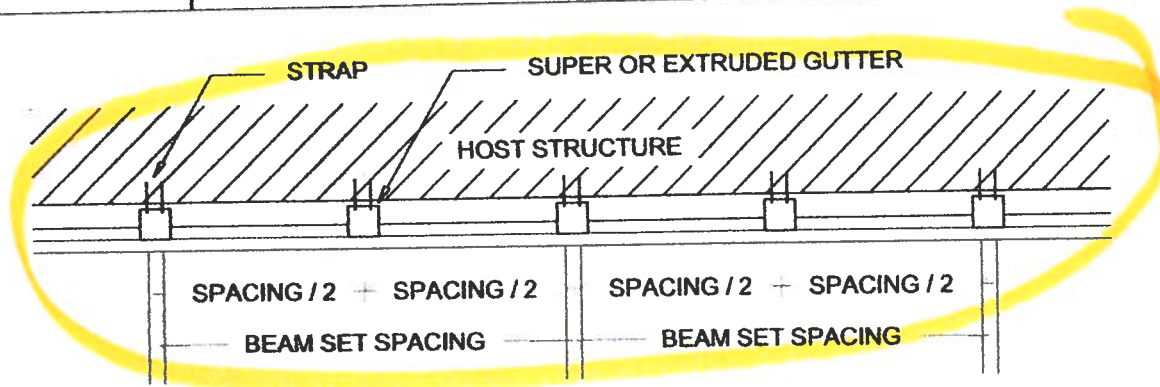 STRAP
SUPER OR EXTRUDED GUTTER
HOST STRUCTURE
SPACING / 2 SPACING / 2 SPACING / 2 SPACING / 2
BEAM SET SPACING BEAM SET SPACING